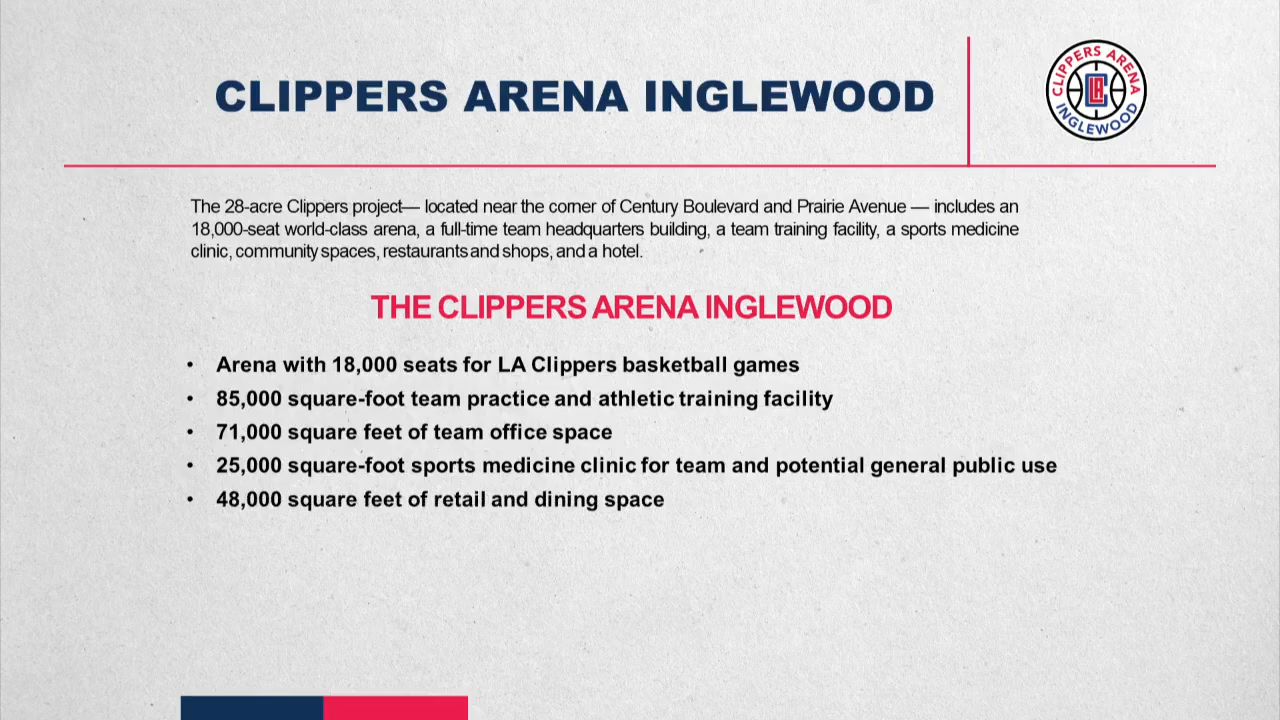 CLIPPERS ARENA INGLEWOOD
CLIPPERS ARENA
LA
INGLEWOOD
The 28-acre Clippers project— located near the corner of Century Boulevard and Prairie Avenue — includes an
18,000-seat world-class arena, a full-time team headquarters building, a team training facility, a sports medicine
clinic, community spaces, restaurants and shops, and a hotel.
THE CLIPPERS ARENA INGLEWOOD
• Arena with 18,000 seats for LA Clippers basketball games
• 85,000 square-foot team practice and athletic training facility
• 71,000 square feet of team office space
• 25,000 square-foot sports medicine clinic for team and potential general public use
• 48,000 square feet of retail and dining space